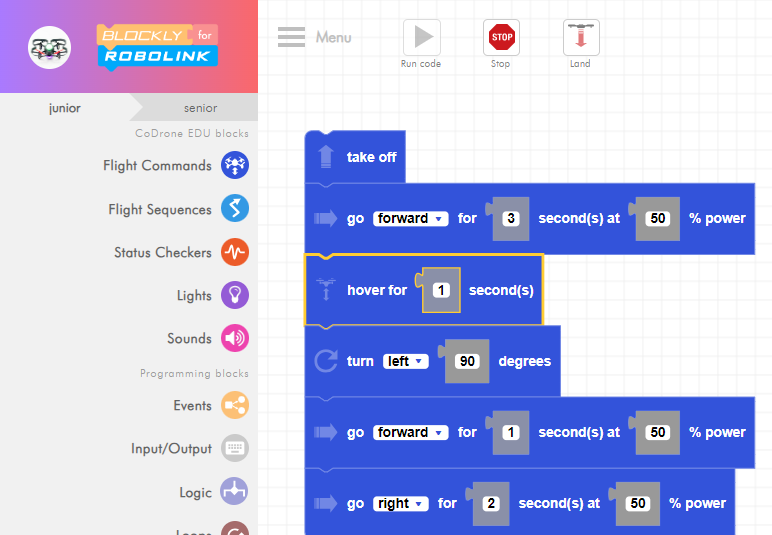 BLOCKLY for
ROBOLINK
Menu
Run code
STOP
Stop
Land
junior
senior
CoDrone EDU blocks
Flight Commands
Flight Sequences
Status Checkers
Lights
Sounds
Programming blocks
Events
Input/Output
Logic
Loops
take off
go forward for 3 second(s) at 50 % power
hover for 1 second(s)
turn left 90 degrees
go forward for 1 second(s) at 50 % power
go right for 2 second(s) at 50 % power